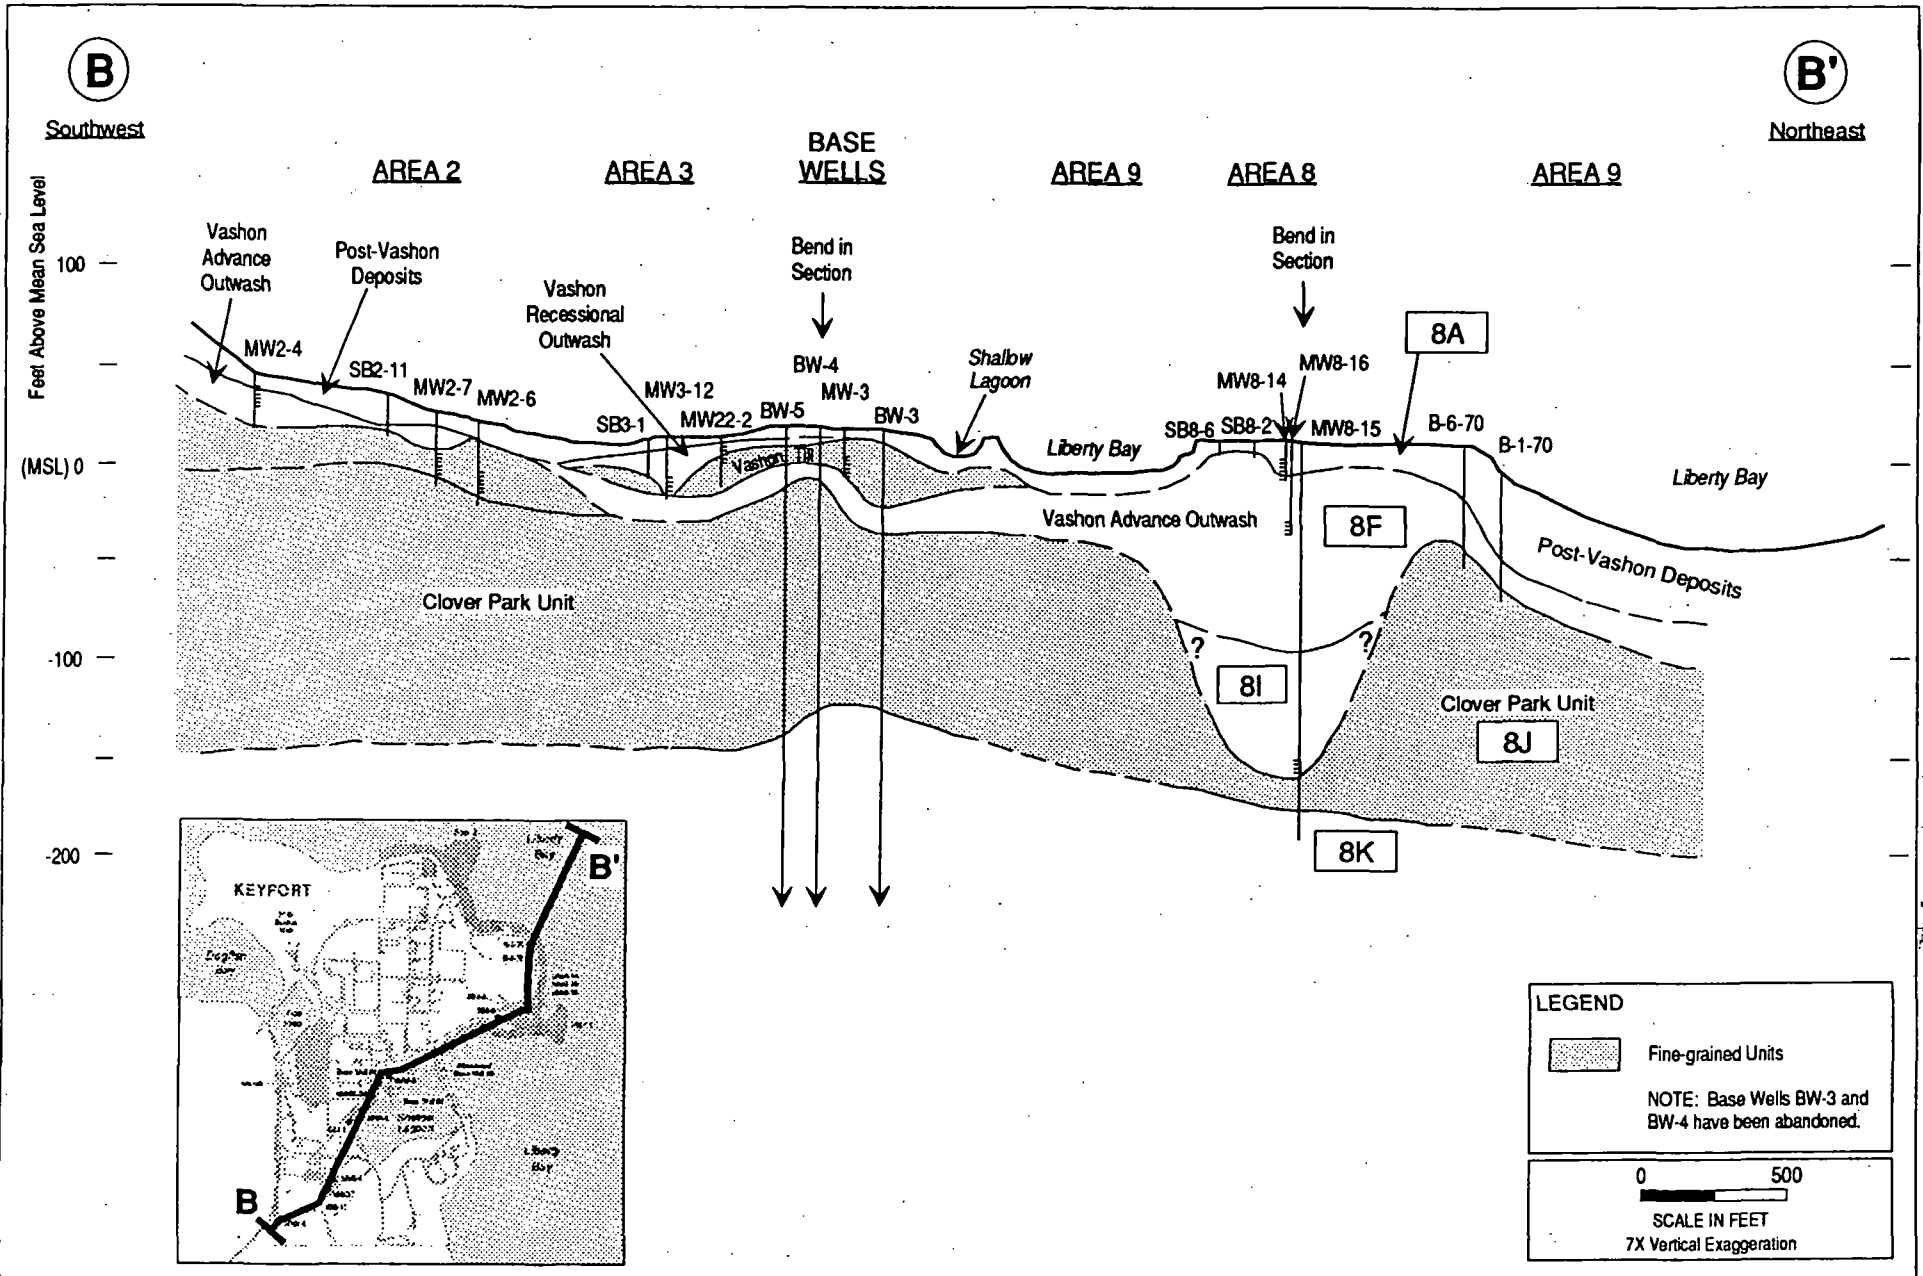 B
B'
Southwest
Northeast
BASE
WELLS
AREA 2
AREA 3
AREA 9
AREA 8
AREA 9
Feet Above Mean Sea Level
100
(MSL) 0
-100
-200
Vashon
Advance
Outwash
Post-Vashon
Deposits
Vashon
Recessional
Outwash
Bend in
Section
Bend in
Section
Shallow
Lagoon
8A
MW2-4
SB2-11
MW2-7
MW2-6
SB3-1
MW3-12
MW22-2
BW-5
BW-4
MW-3
BW-3
Liberty Bay
SB8-6
SB8-2
MW8-14
MW8-16
MW8-15
B-6-70
B-1-70
Liberty Bay
Vashon
Till
Vashon Advance Outwash
8F
Post-Vashon Deposits
Clover Park Unit
?
?
8I
Clover Park Unit
8J
8K
KEYPORT
Liberty
Bay
B'
Liberty
Bay
B
LEGEND
Fine-grained Units
NOTE: Base Wells BW-3 and
BW-4 have been abandoned.
0 500
SCALE IN FEET
7X Vertical Exaggeration